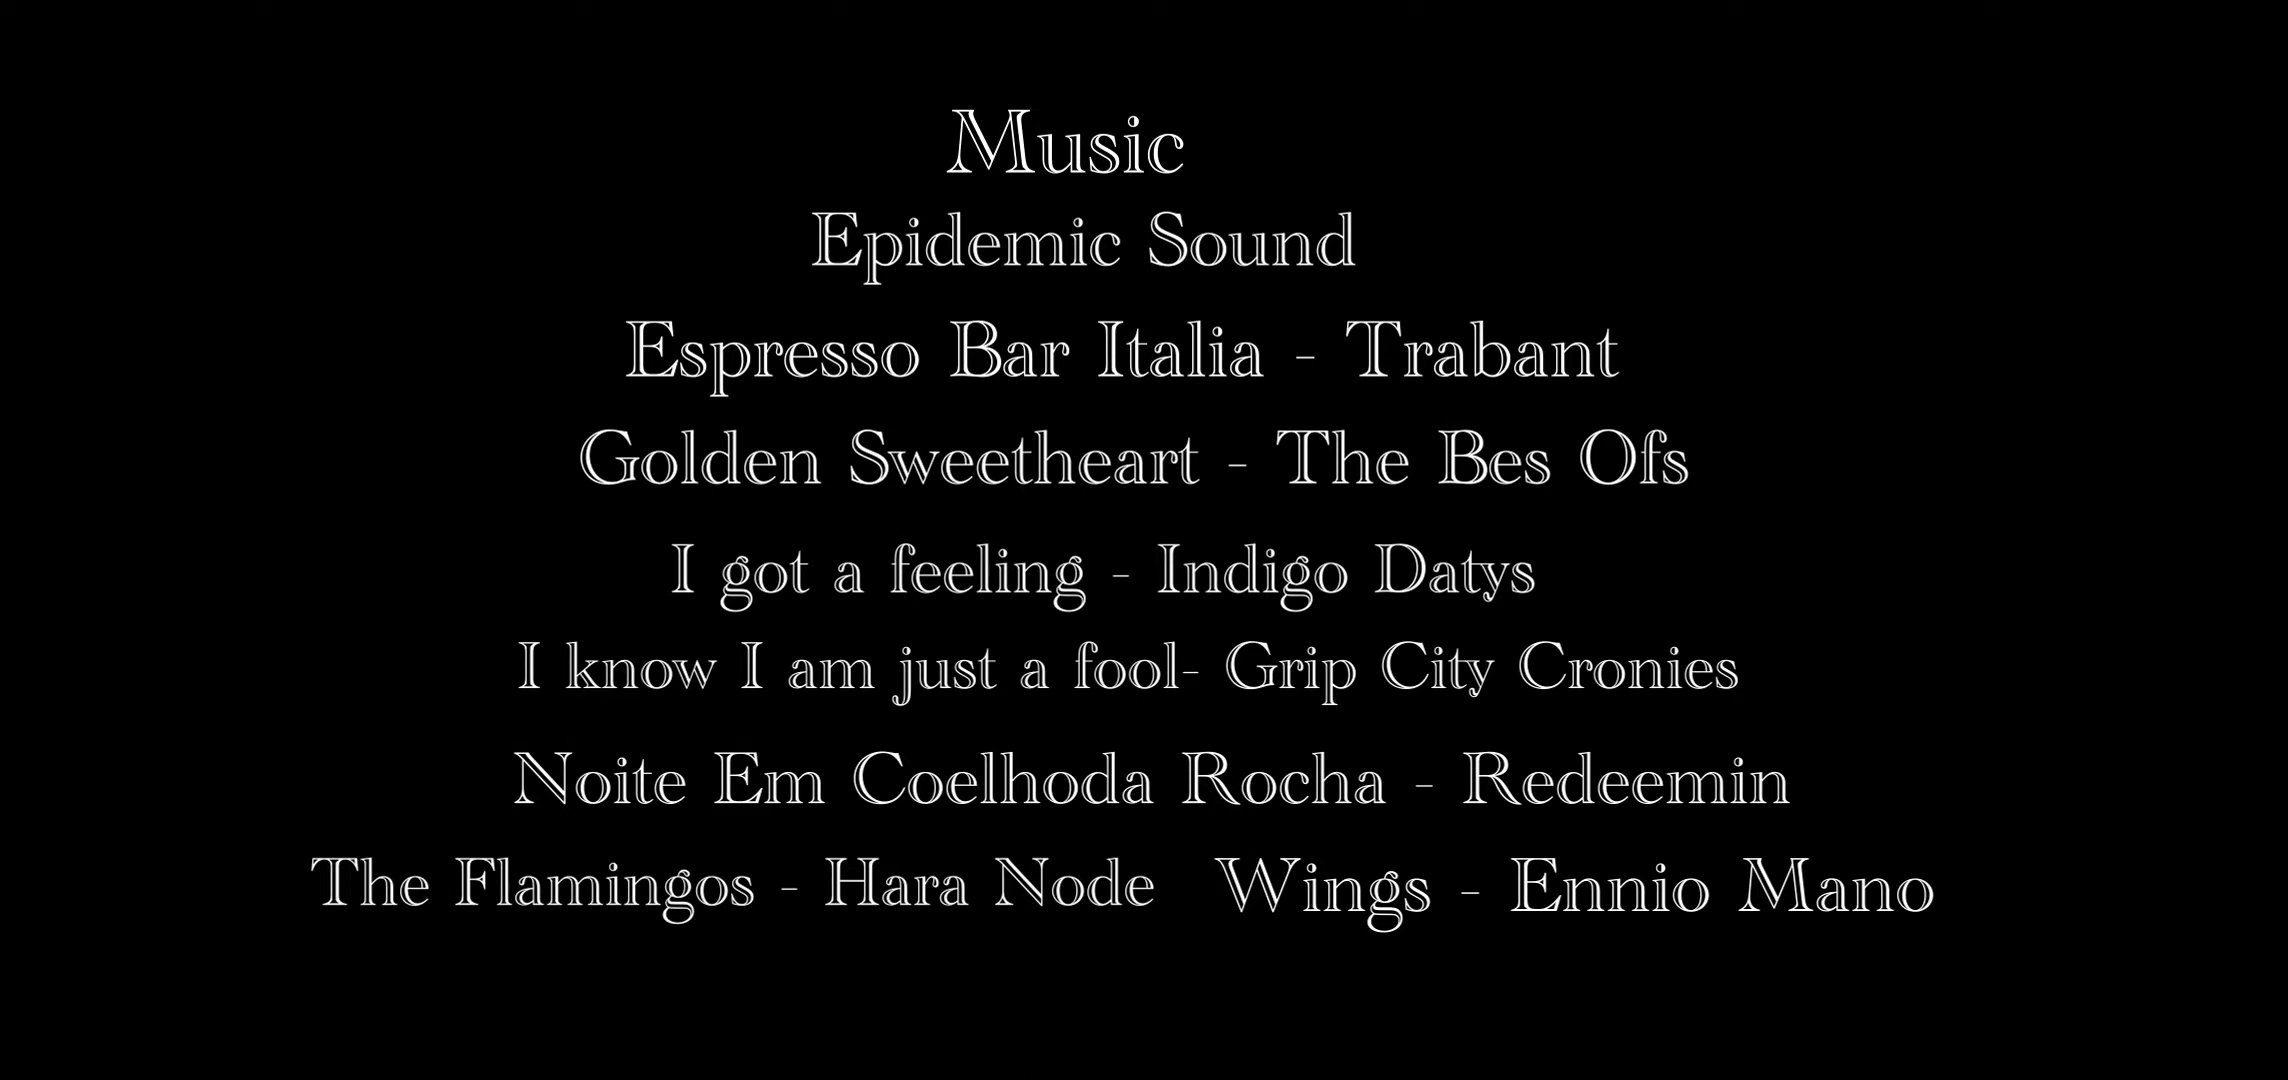 Music
Epidemic Sound
Espresso Bar Italia - Trabant
Golden Sweetheart - The Bes Ofs
I got a feeling - Indigo Datys
I know I am just a fool- Grip City Cronies
Noite Em Coelhoda Rocha - Redeemin
The Flamingos - Hara Node Wings - Ennio Mano